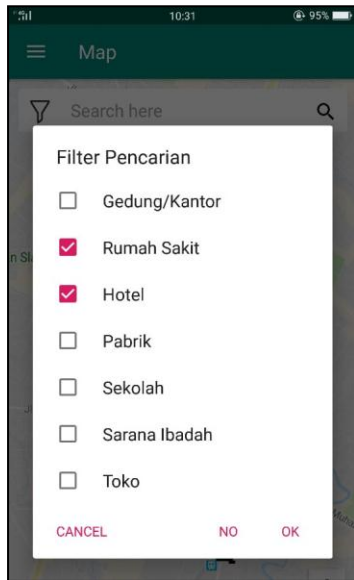 10:31
95%
Map
Search here
Filter Pencarian
Gedung/Kantor
Rumah Sakit
Hotel
Pabrik
Sekolah
Sarana Ibadah
Toko
CANCEL NO OK